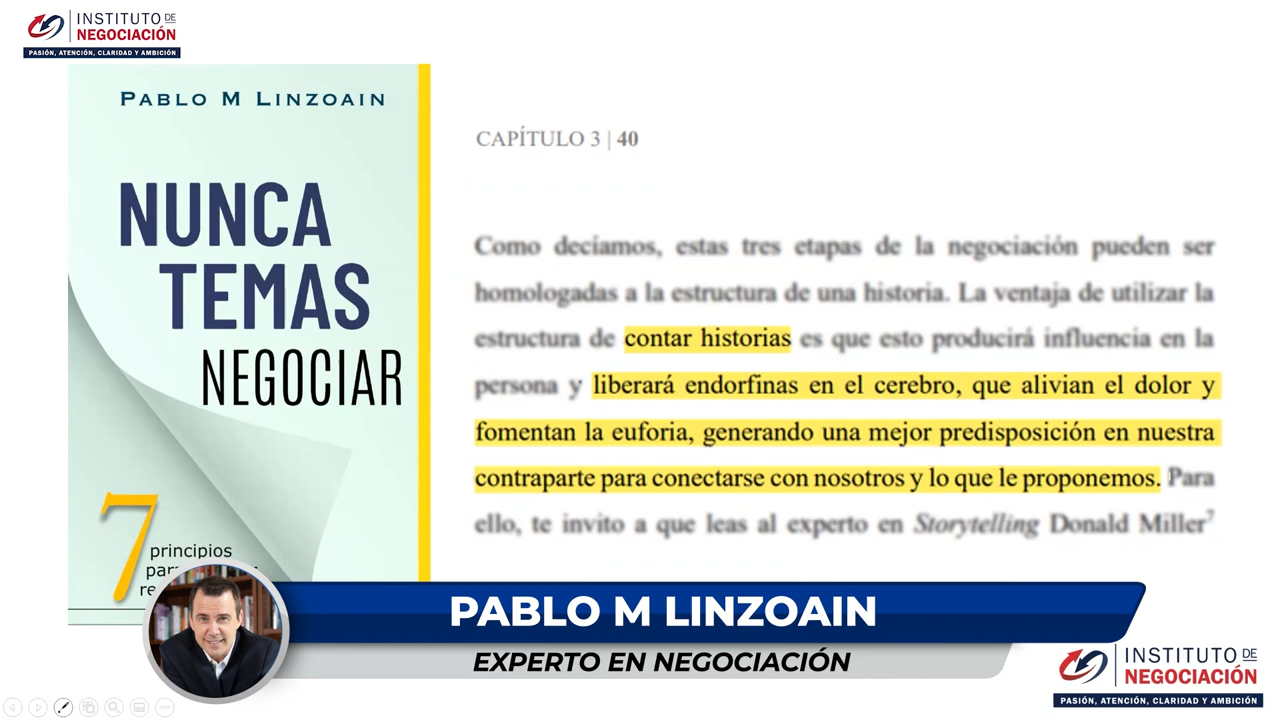 INSTITUTO DE
NEGOCIACIÓN
PASIÓN, ATENCIÓN, CLARIDAD Y AMBICIÓN
PABLO M LINZOAIN
NUNCA
TEMAS
NEGOCIAR
7 principios
CAPÍTULO 3 | 40
Como decíamos, estas tres etapas de la negociación pueden ser
homologadas a la estructura de una historia. La ventaja de utilizar la
estructura de contar historias es que esto producirá influencia en la
persona y liberará endorfinas en el cerebro, que alivian el dolor y
fomentan la euforia, generando una mejor predisposición en nuestra
contraparte para conectarse con nosotros y lo que le proponemos. Para
ello, te invito a que leas al experto en Storytelling Donald Miller7
PABLO M LINZOAIN
EXPERTO EN NEGOCIACIÓN
INSTITUTO DE
NEGOCIACIÓN
PASIÓN, ATENCIÓN, CLARIDAD Y AMBICIÓN